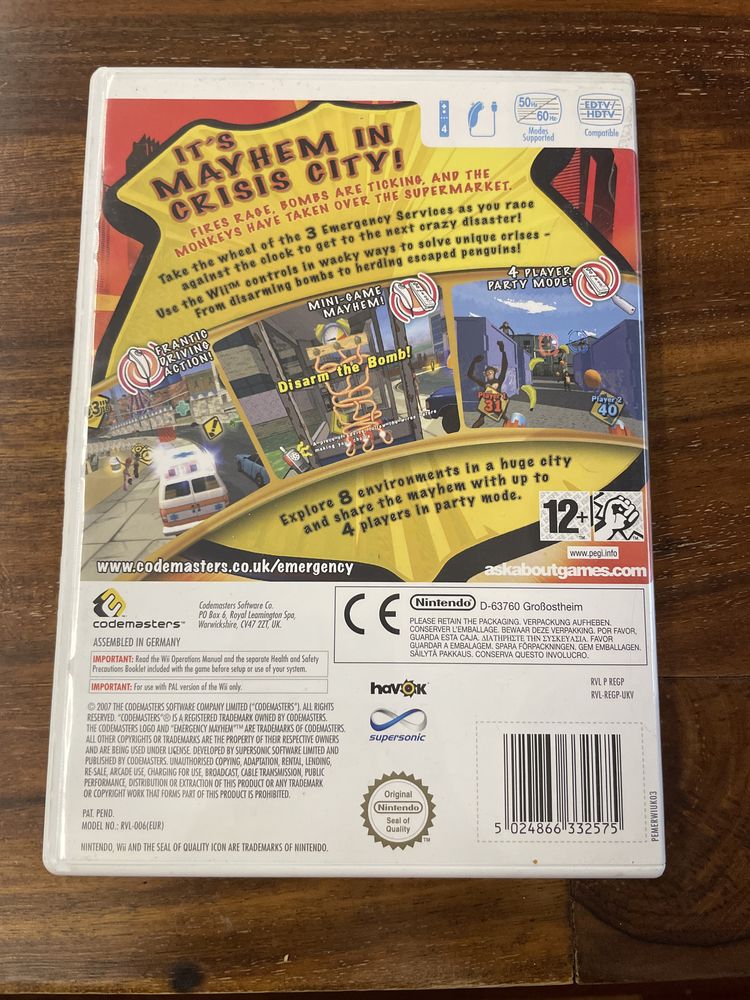 4
50Hz
60Hz
Modes
Supported
EDTV/
HDTV
Compatible
IT'S
MAYHEM IN
CRISIS CITY!
FIRES RAGE, BOMBS ARE TICKING, AND THE
MONKEYS HAVE TAKEN OVER THE SUPERMARKET.
Take the wheel of the 3 Emergency Services as you race
against the clock to get to the next crazy disaster!
Use the Wii™ controls in wacky ways to solve unique crises -
From disarming bombs to herding escaped penguins!
FRANTIC
DRIVING
ACTION!
MINI-GAME
MAYHEM!
4 PLAYER
PARTY MODE!
Disarm the Bomb!
Player 1
31
Player 2
40
Explore 8 environments in a huge city
and share the mayhem with up to
4 players in party mode.
12+
www.pegi.info
www.codemasters.co.uk/emergency
askaboutgames.com
codemasters™
Codemasters Software Co.
PO Box 6, Royal Leamington Spa,
Warwickshire, CV47 2ZT, UK.
ASSEMBLED IN GERMANY
IMPORTANT: Read the Wii Operations Manual and the separate Health and Safety
Precautions Booklet included with the game before setup or use of your system.
IMPORTANT: For use with PAL version of the Wii only.
CE
Nintendo D-63760 Großostheim
PLEASE RETAIN THE PACKAGING. VERPACKUNG AUFHEBEN.
CONSERVER L'EMBALLAGE. BEWAAR DEZE VERPAKKING. POR FAVOR,
GUARDA ESTA CAJA. ΔΙΑΤΗΡΗΣΤΕ ΤΗΝ ΣΥΣΚΕΥΑΣΙΑ. FAVOR
GUARDAR A EMBALAGEM. SPARA FÖRPACKNINGEN. GEM EMBALLAGEN.
SÄILYTÄ PAKKAUS. CONSERVA QUESTO INVOLUCRO.
© 2007 THE CODEMASTERS SOFTWARE COMPANY LIMITED ("CODEMASTERS"). ALL RIGHTS
RESERVED. "CODEMASTERS"® IS A REGISTERED TRADEMARK OWNED BY CODEMASTERS.
THE CODEMASTERS LOGO AND "EMERGENCY MAYHEM"™ ARE TRADEMARKS OF CODEMASTERS.
ALL OTHER COPYRIGHTS OR TRADEMARKS ARE THE PROPERTY OF THEIR RESPECTIVE OWNERS
AND ARE BEING USED UNDER LICENSE. DEVELOPED BY SUPERSONIC SOFTWARE LIMITED AND
PUBLISHED BY CODEMASTERS. UNAUTHORISED COPYING, ADAPTATION, RENTAL, LENDING,
RE-SALE, ARCADE USE, CHARGING FOR USE, BROADCAST, CABLE TRANSMISSION, PUBLIC
PERFORMANCE, DISTRIBUTION OR EXTRACTION OF THIS PRODUCT OR ANY TRADEMARK
OR COPYRIGHT WORK THAT FORMS PART OF THIS PRODUCT IS PROHIBITED.
PAT. PEND.
MODEL NO.: RVL-006(EUR)
NINTENDO, Wii AND THE SEAL OF QUALITY ICON ARE TRADEMARKS OF NINTENDO.
havok
supersonic
Original
Nintendo
Seal of
Quality
™
RVL P REGP
RVL-REGP-UKV
5 024866 332575
PEMERWIUK03